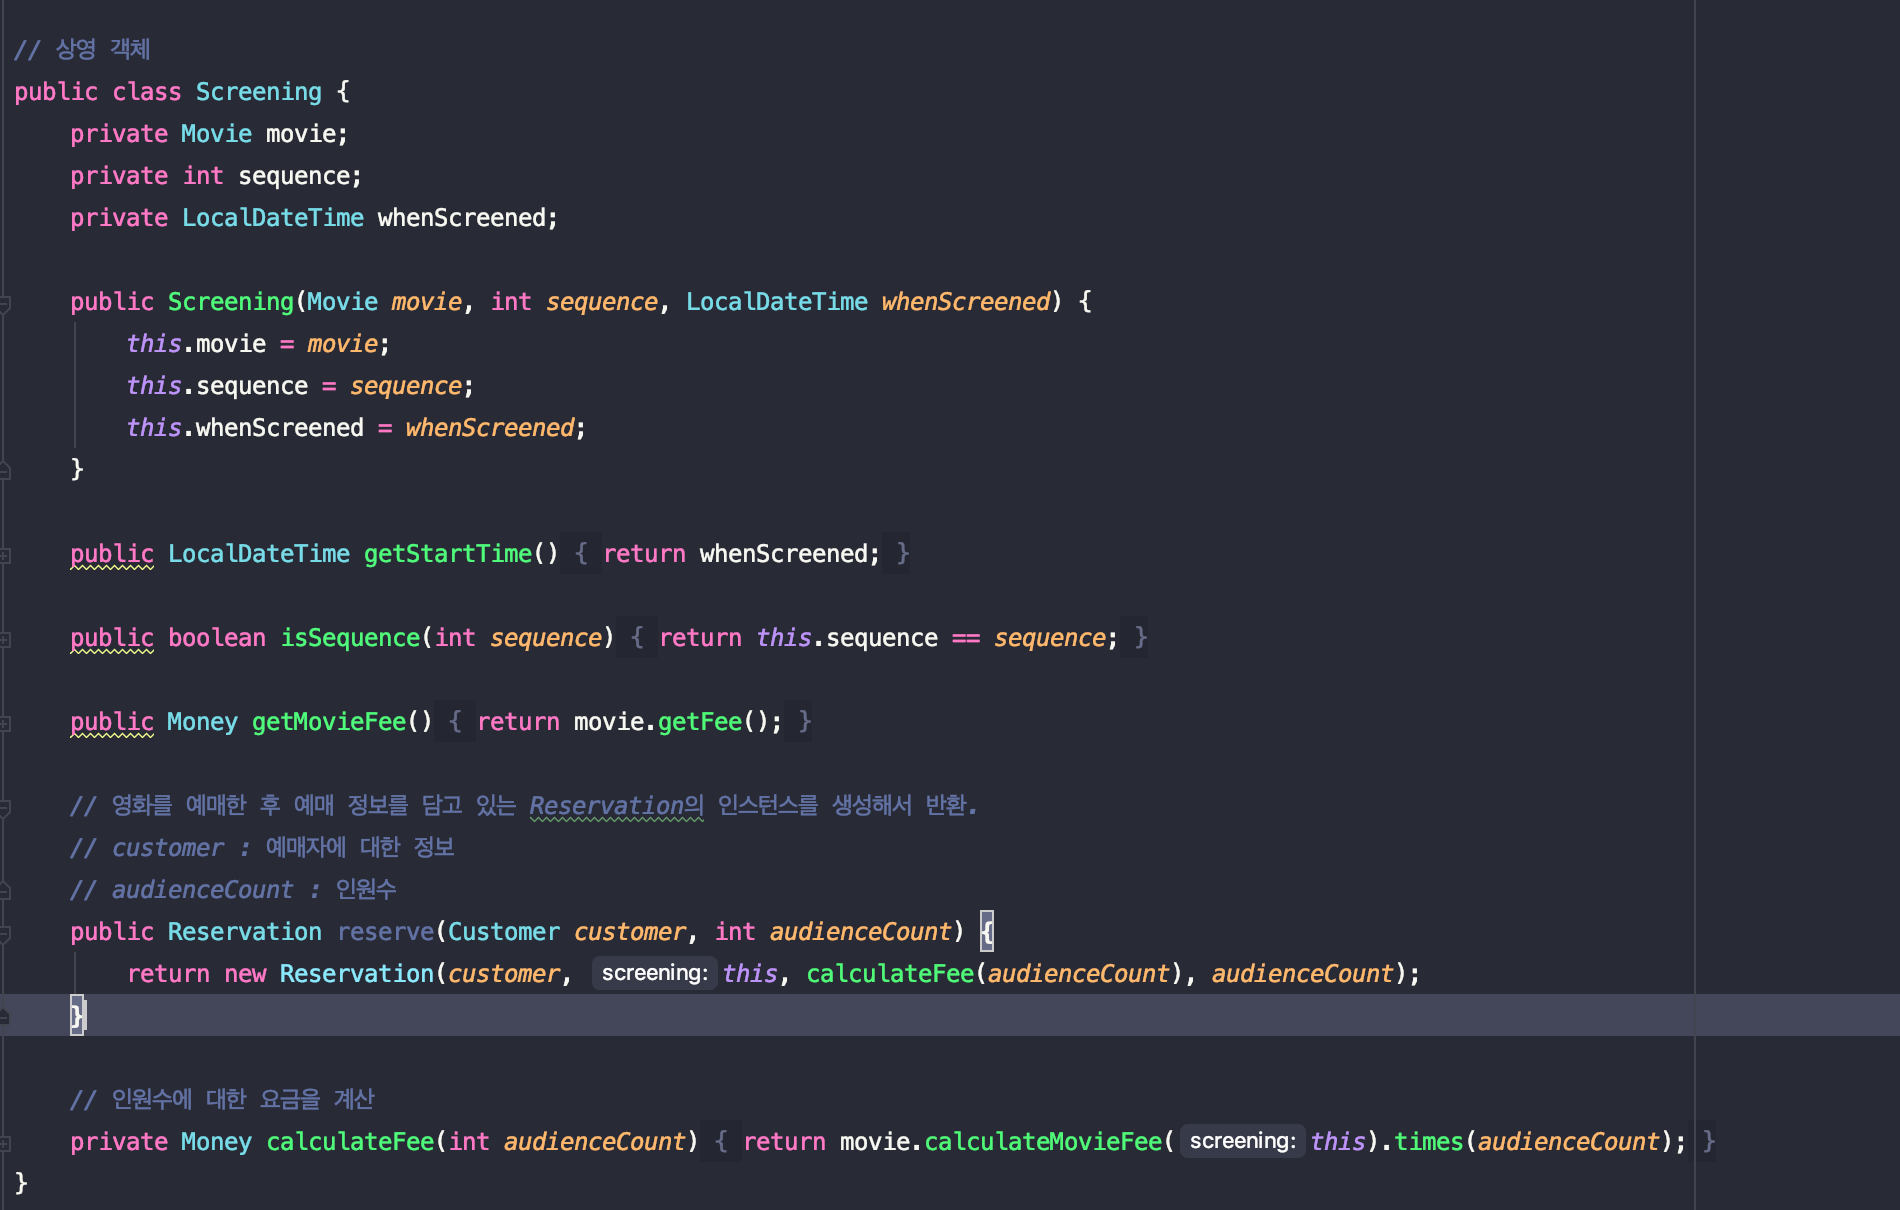 // 상영 객체
public class Screening {
    private Movie movie;
    private int sequence;
    private LocalDateTime whenScreened;

    public Screening(Movie movie, int sequence, LocalDateTime whenScreened) {
        this.movie = movie;
        this.sequence = sequence;
        this.whenScreened = whenScreened;
    }

    public LocalDateTime getStartTime() { return whenScreened; }

    public boolean isSequence(int sequence) { return this.sequence == sequence; }

    public Money getMovieFee() { return movie.getFee(); }

    // 영화를 예매한 후 예매 정보를 담고 있는 Reservation의 인스턴스를 생성해서 반환.
    // customer : 예매자에 대한 정보
    // audienceCount : 인원수
    public Reservation reserve(Customer customer, int audienceCount) {
        return new Reservation(customer, screening: this, calculateFee(audienceCount), audienceCount);
    }

    // 인원수에 대한 요금을 계산
    private Money calculateFee(int audienceCount) { return movie.calculateMovieFee( screening: this).times(audienceCount); }
}